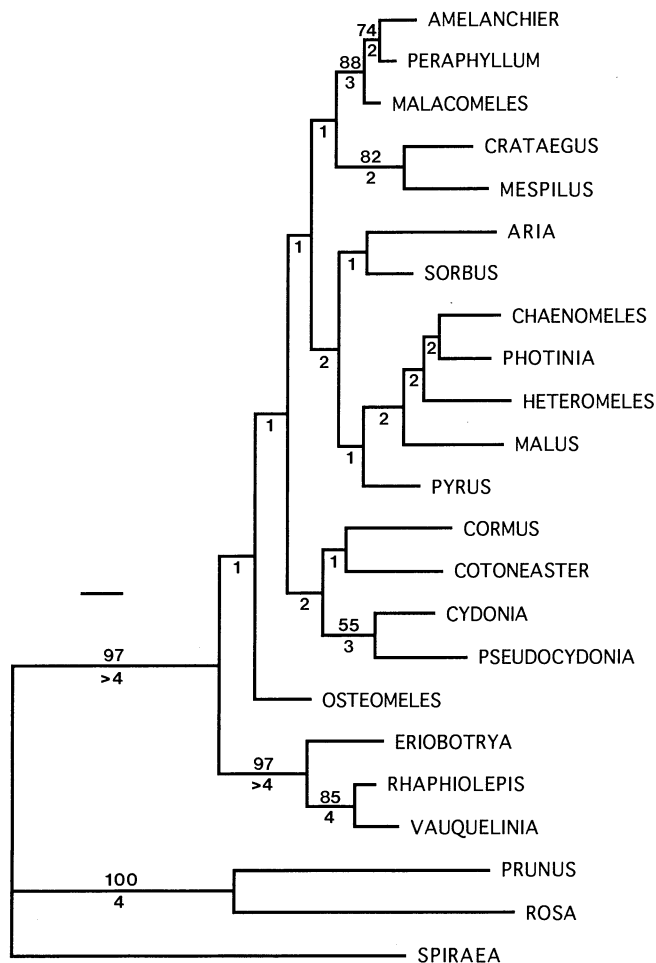 AMELANCHIER
74
2
PERAPHYLLUM
88
3
MALACOMELES
1
CRATAEGUS
82
2
MESPILUS
ARIA
1
1
SORBUS
CHAENOMELES
2
PHOTINIA
2
2
HETEROMELES
2
MALUS
1
1
PYRUS
CORMUS
1
1
COTONEASTER
2
CYDONIA
55
3
PSEUDOCYDONIA
97
>4
OSTEOMELES
ERIOBOTRYA
97
>4
RHAPHIOLEPIS
85
4
VAUQUELINIA
PRUNUS
100
4
ROSA
SPIRAEA